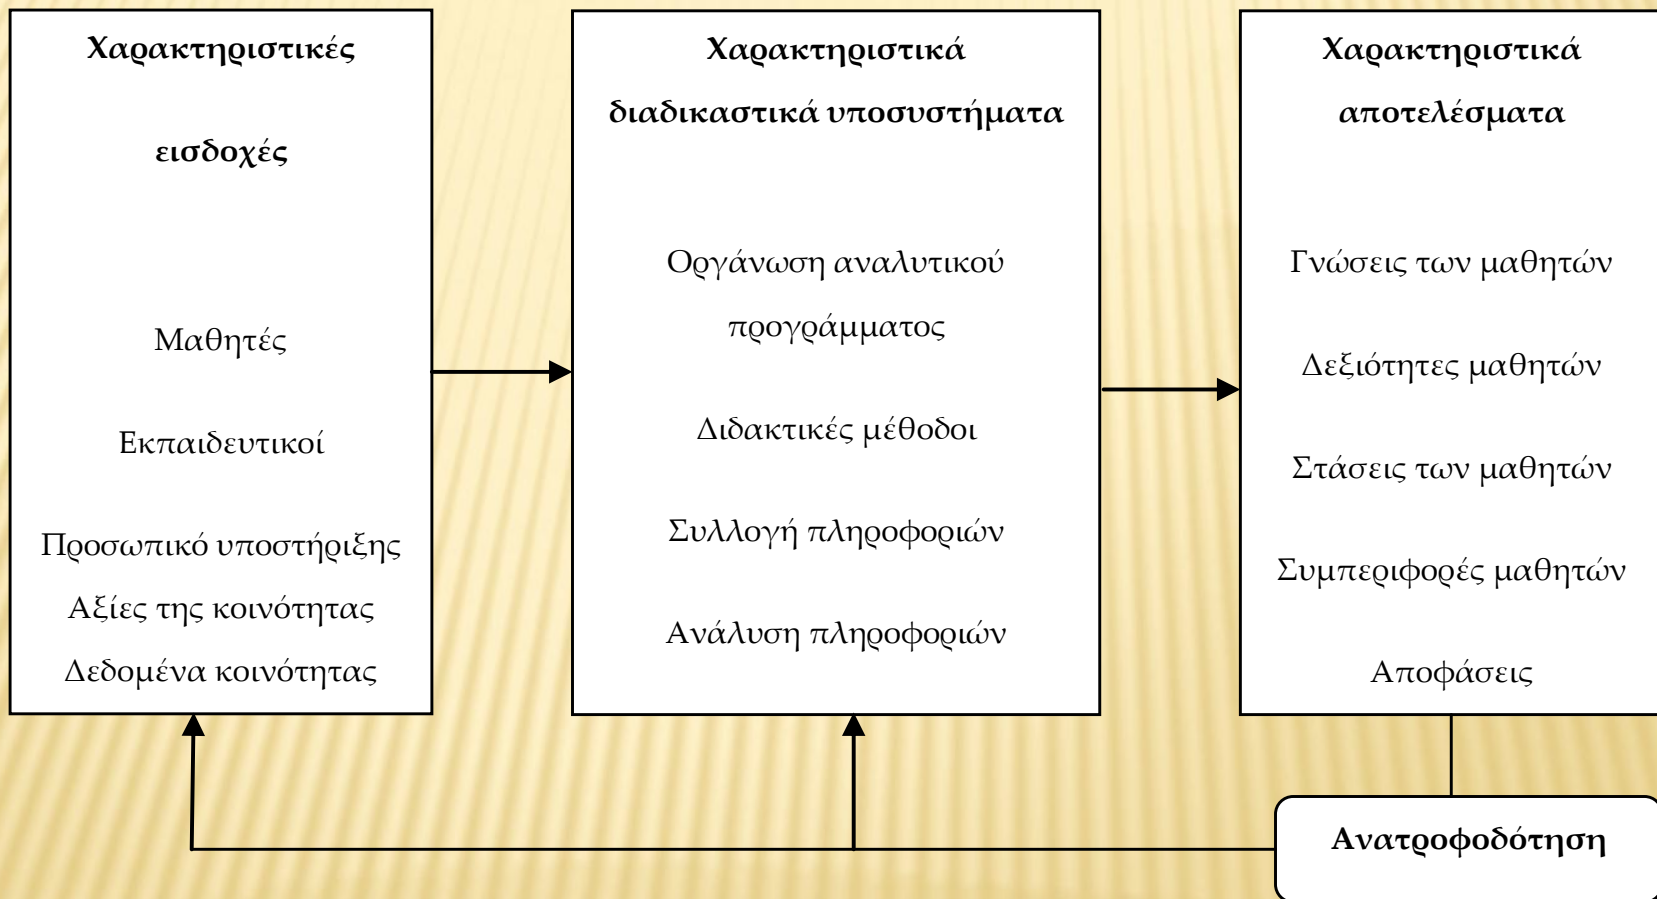 Χαρακτηριστικές
εισδοχές
Μαθητές
Εκπαιδευτικοί
Προσωπικό υποστήριξης
Αξίες της κοινότητας
Δεδομένα κοινότητας
Χαρακτηριστικά
διαδικαστικά υποσυστήματα
Οργάνωση αναλυτικού
προγράμματος
Διδακτικές μέθοδοι
Συλλογή πληροφοριών
Ανάλυση πληροφοριών
Χαρακτηριστικά
αποτελέσματα
Γνώσεις των μαθητών
Δεξιότητες μαθητών
Στάσεις των μαθητών
Συμπεριφορές μαθητών
Αποφάσεις
Ανατροφοδότηση